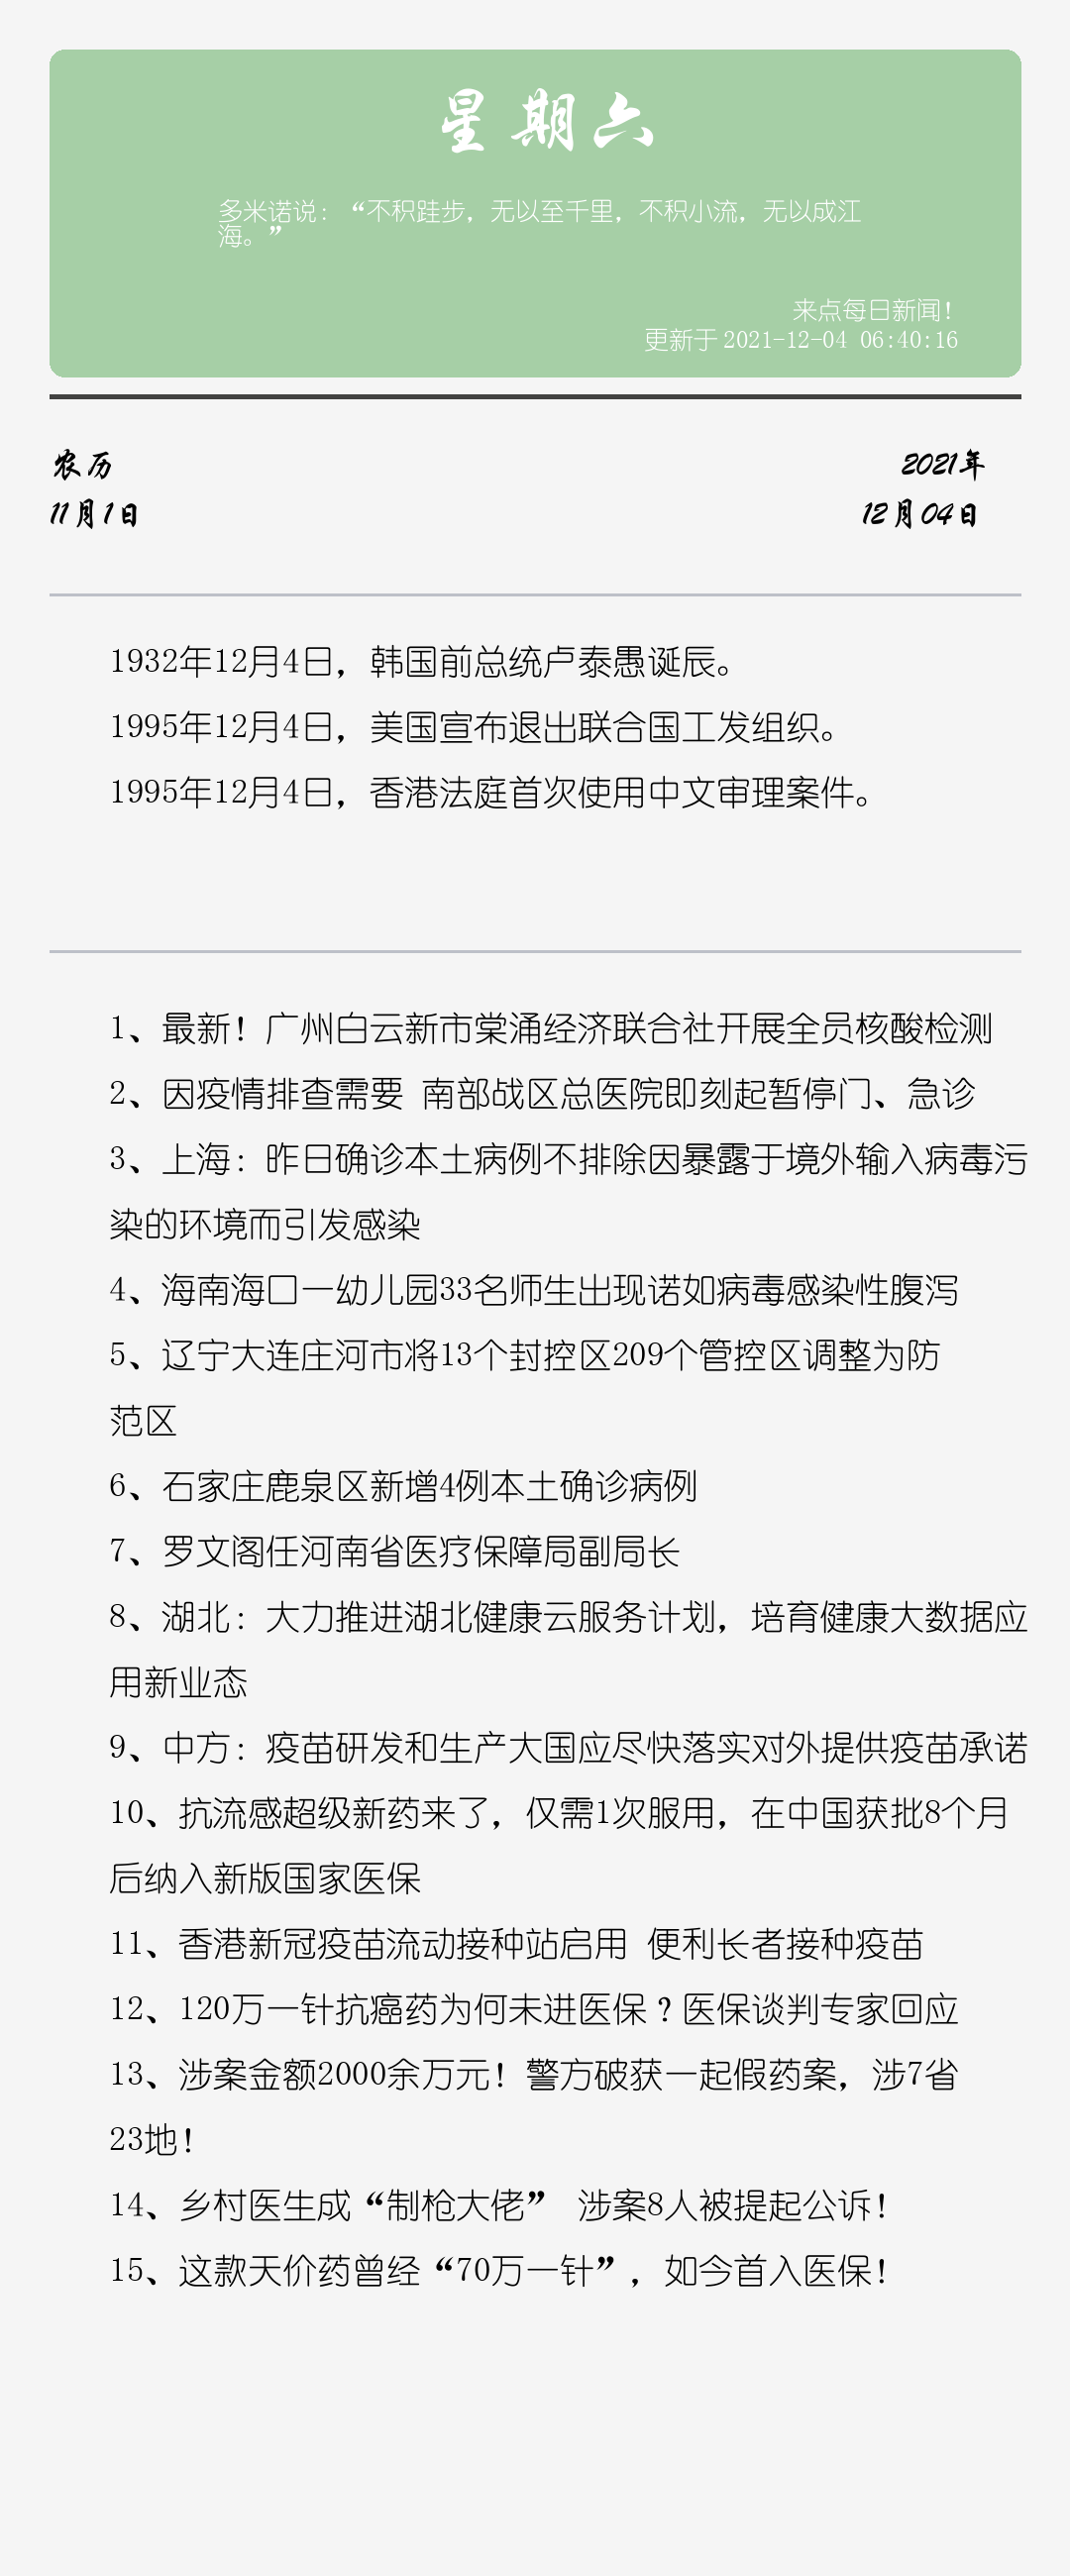 星期六
多米诺说：“不积跬步，无以至千里，不积小流，无以成江
海。”
来点每日新闻！
更新于2021-12-04 06:40:16
农历
2021年
11月1日
12月04日
1932年12月4日，韩国前总统卢泰愚诞辰。
1995年12月4日，美国宣布退出联合国工发组织。
1995年12月4日，香港法庭首次使用中文审理案件。
1、最新！广州白云新市棠涌经济联合社开展全员核酸检测
2、因疫情排查需要 南部战区总医院即刻起暂停门、急诊
3、上海：昨日确诊本土病例不排除因暴露于境外输入病毒污
染的环境而引发感染
4、海南海口一幼儿园33名师生出现诺如病毒感染性腹泻
5、辽宁大连庄河市将13个封控区209个管控区调整为防
范区
6、石家庄鹿泉区新增4例本土确诊病例
7、罗文阁任河南省医疗保障局副局长
8、湖北：大力推进湖北健康云服务计划，培育健康大数据应
用新业态
9、中方：疫苗研发和生产大国应尽快落实对外提供疫苗承诺
10、抗流感超级新药来了，仅需1次服用，在中国获批8个月
后纳入新版国家医保
11、香港新冠疫苗流动接种站启用 便利长者接种疫苗
12、120万一针抗癌药为何未进医保？医保谈判专家回应
13、涉案金额2000余万元！警方破获一起假药案，涉7省
23地！
14、乡村医生成“制枪大佬” 涉案8人被提起公诉！
15、这款天价药曾经“70万一针”，如今首入医保！